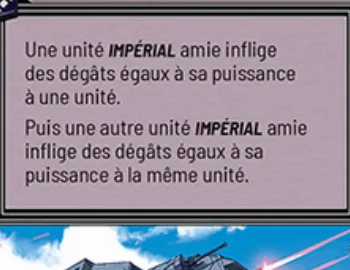 Une unité IMPÉRIAL amie inflige
des dégâts égaux à sa puissance
à une unité.
Puis une autre unité IMPÉRIAL amie
inflige des dégâts égaux à sa
puissance à la même unité.